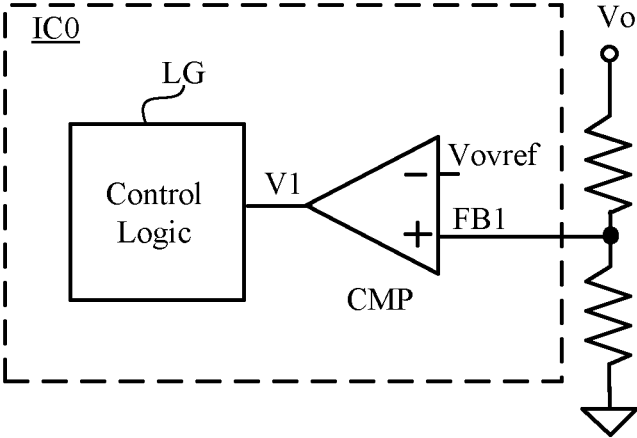 IC0
Vo
LG
Control
Logic
V1
Vovref
FB1
CMP